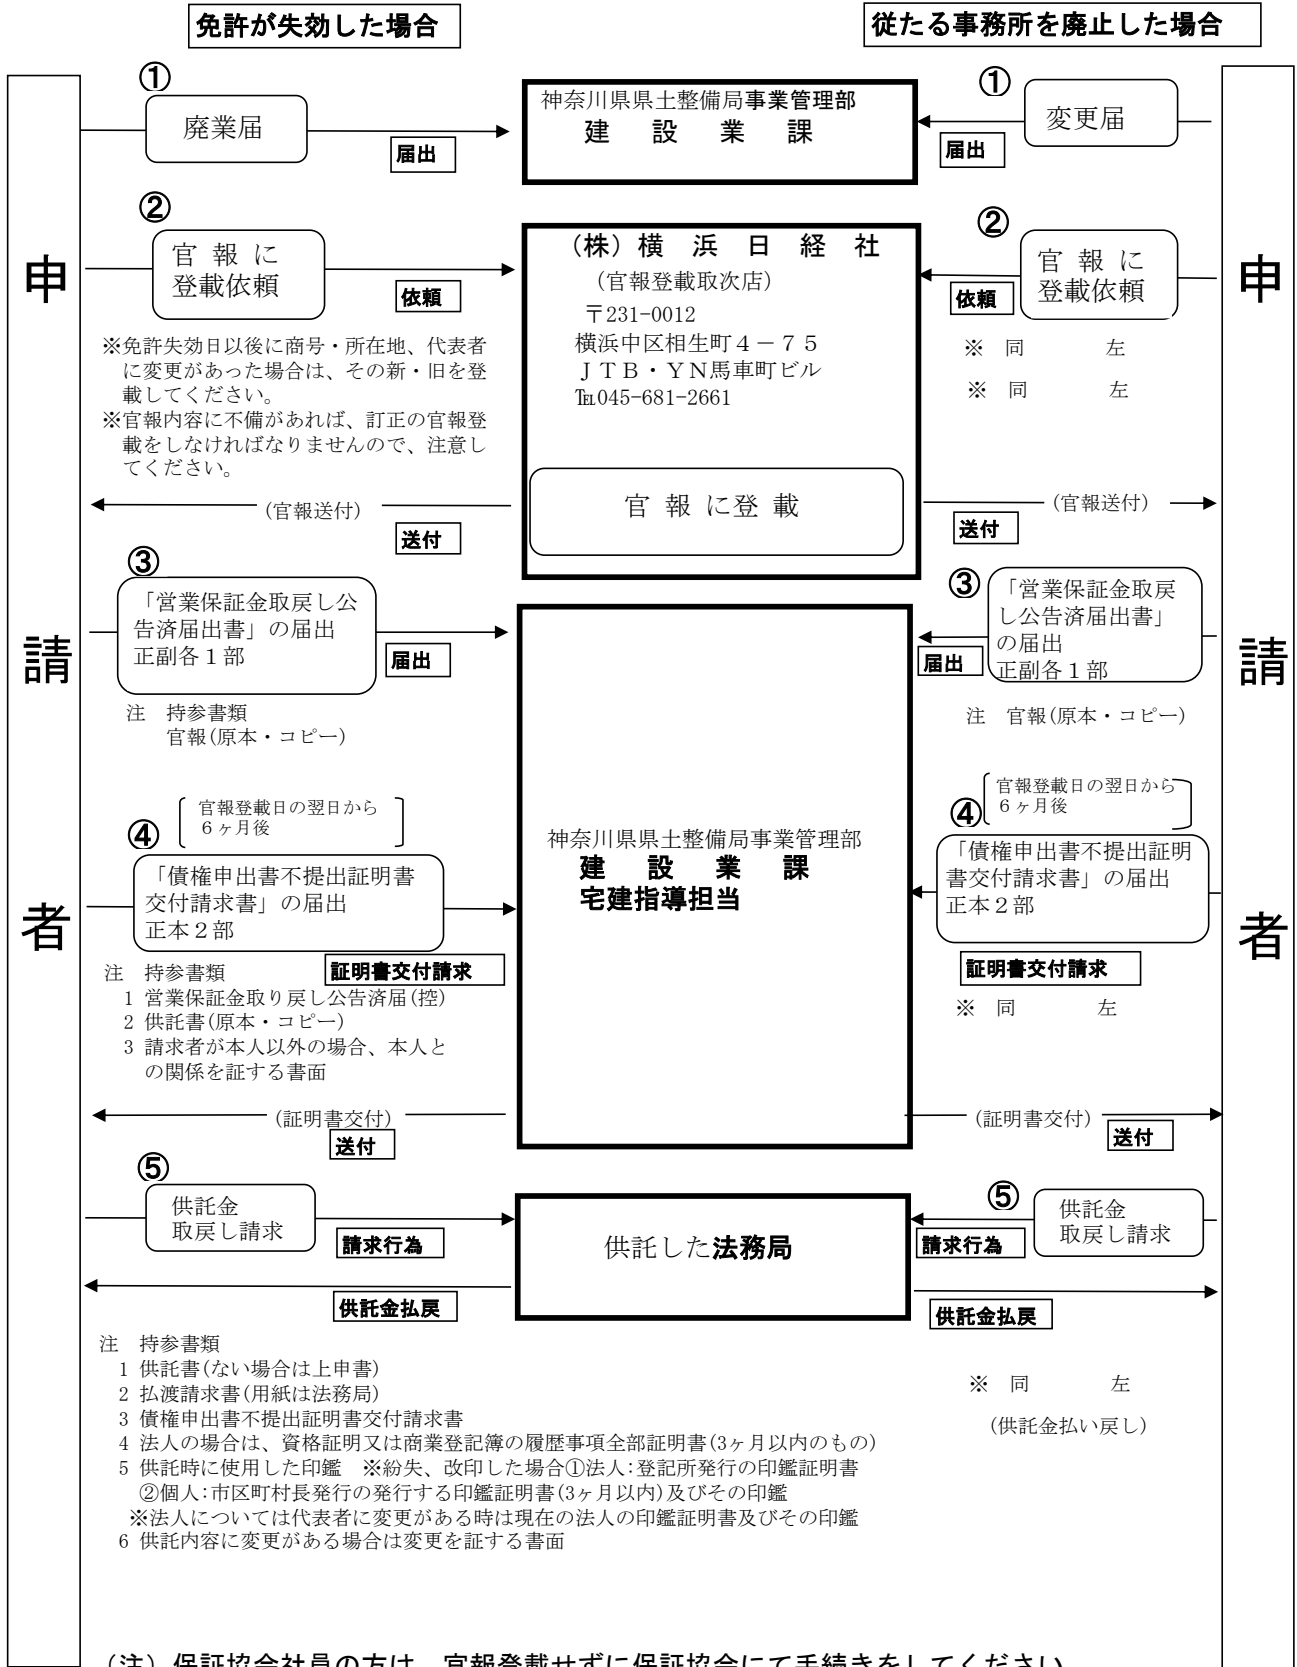 免許が失効した場合
従たる事務所を廃止した場合
申
請
者
①
廃業届
届出
神奈川県県土整備局事業管理部
建　設　業　課
①
変更届
届出
申
請
者
②
官 報 に
登載依頼
依頼
※免許失効日以後に商号・所在地、代表者
に変更があった場合は、その新・旧を登
載してください。
※官報内容に不備があれば、訂正の官報登
載をしなければなりませんので、注意し
てください。
(官報送付)
送付
（株）横　浜　日　経　社
（官報登載取次店）
〒231-0012
横浜中区相生町４－７５
ＪＴＢ・ＹＮ馬車町ビル
℡045-681-2661
官 報 に登 載
②
官 報 に
登載依頼
依頼
※　同　　　　左
※　同　　　　左
(官報送付)
送付
③
「営業保証金取戻し公
告済届出書」の届出
正副各１部
届出
注　持参書類
官報(原本・コピー)
③
「営業保証金取戻
し公告済届出書」
の届出
正副各１部
届出
注　官報(原本・コピー)
官報登載日の翌日から
６ヶ月後
④
「債権申出書不提出証明書
交付請求書」の届出
正本２部
証明書交付請求
注　持参書類
1 営業保証金取り戻し公告済届(控)
2 供託書(原本・コピー)
3 請求者が本人以外の場合、本人と
の関係を証する書面
(証明書交付)
送付
神奈川県県土整備局事業管理部
建　設　業　課
宅建指導担当
官報登載日の翌日から
６ヶ月後
④
「債権申出書不提出証明
書交付請求書」の届出
正本２部
証明書交付請求
※　同　　　　左
(証明書交付)
送付
⑤
供託金
取戻し請求
請求行為
供託金払戻
供託した法務局
⑤
供託金
取戻し請求
請求行為
供託金払戻
注　持参書類
1 供託書(ない場合は上申書)
2 払渡請求書(用紙は法務局)
3 債権申出書不提出証明書交付請求書
4 法人の場合は、資格証明又は商業登記簿の履歴事項全部証明書(3ヶ月以内のもの)
5 供託時に使用した印鑑　※紛失、改印した場合①法人:登記所発行の印鑑証明書
②個人:市区町村長発行の発行する印鑑証明書(3ヶ月以内)及びその印鑑
※法人については代表者に変更がある時は現在の法人の印鑑証明書及びその印鑑
6 供託内容に変更がある場合は変更を証する書面
※　同　　　　左
(供託金払い戻し)
（注）保証協会社員の方は、官報登載せずに保証協会にて手続きをしてください